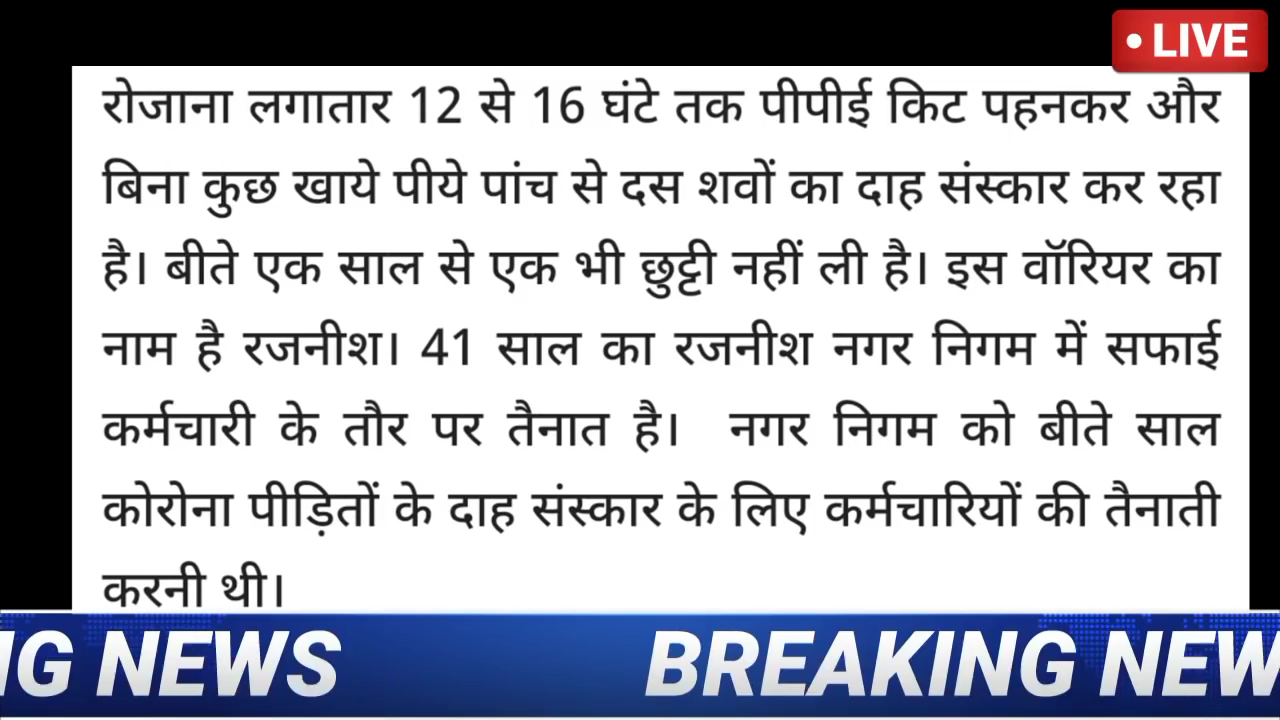 • LIVE
रोजाना लगातार 12 से 16 घंटे तक पीपीई किट पहनकर और
बिना कुछ खाये पीये पांच से दस शवों का दाह संस्कार कर रहा
है। बीते एक साल से एक भी छुट्टी नहीं ली है। इस वॉरियर का
नाम है रजनीश। 41 साल का रजनीश नगर निगम में सफाई
कर्मचारी के तौर पर तैनात है। नगर निगम को बीते साल
कोरोना पीड़ितों के दाह संस्कार के लिए कर्मचारियों की तैनाती
करनी थी।
NG NEWS BREAKING NEW